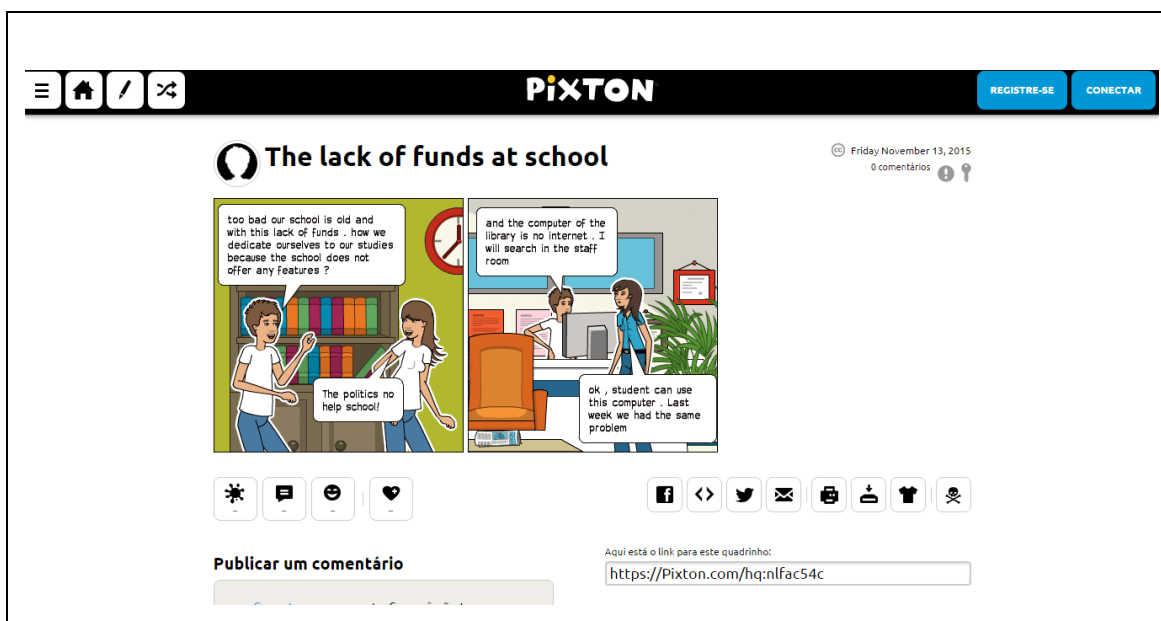 PiXTON
REGISTRE-SE
CONECTAR
The lack of funds at school
Friday November 13, 2015
0 comentários
too bad our school is old and
with this lack of funds . how we
dedicate ourselves to our studies
because the school does not
offer any features ?
The politics no
help school!
and the computer of the
library is no internet . I
will search in the staff
room
ok , student can use
this computer . Last
week we had the same
problem
Publicar um comentário
Aqui está o link para este quadrinho:
https://Pixton.com/hq:nlfac54c